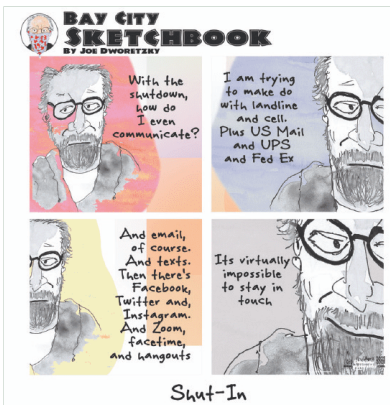 BAY CITY
SKETCHBOOK
BY JOE DWORETZKY
With the
shutdown,
how do
I even
communicate?
I am trying
to make do
with landline
and cell.
Plus US Mail
and UPS
and Fed Ex
And email,
of course.
And texts.
Then there's
Facebook,
Twitter and,
Instagram.
And Zoom,
facetime,
and hangouts
Its virtually
impossible
to stay in
touch
Shut-In